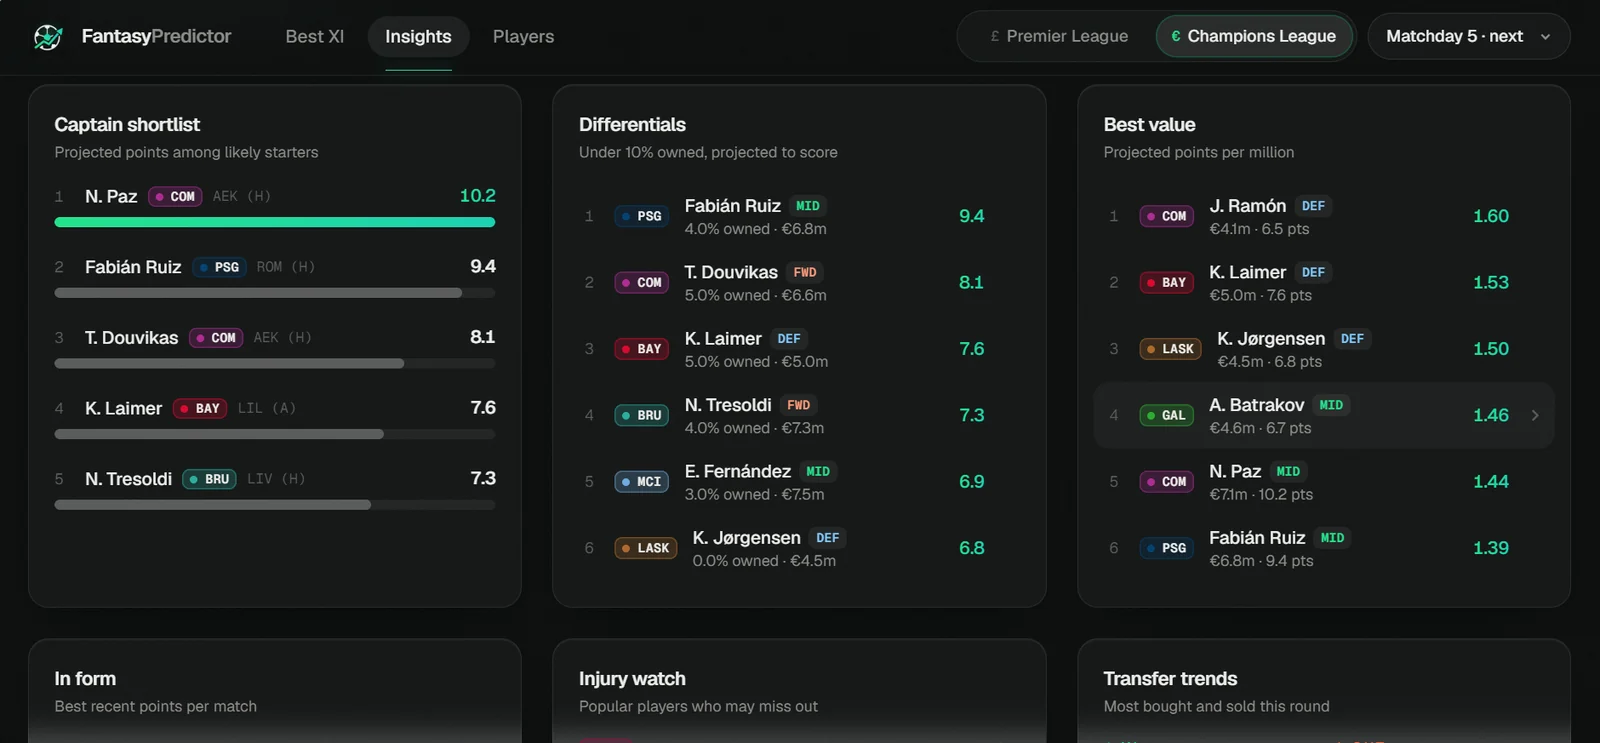 FantasyPredictor
Best XI
Insights
Players
£ Premier League
€ Champions League
Matchday 5 · next
Captain shortlist
Projected points among likely starters
1 N. Paz COM AEK (H) 10.2
2 Fabián Ruiz PSG ROM (H) 9.4
3 T. Douvikas COM AEK (H) 8.1
4 K. Laimer BAY LIL (A) 7.6
5 N. Tresoldi BRU LIV (H) 7.3
Differentials
Under 10% owned, projected to score
1 PSG Fabián Ruiz MID 9.4
4.0% owned · €6.8m
2 COM T. Douvikas FWD 8.1
5.0% owned · €6.6m
3 BAY K. Laimer DEF 7.6
5.0% owned · €5.0m
4 BRU N. Tresoldi FWD 7.3
4.0% owned · €7.3m
5 MCI E. Fernández MID 6.9
3.0% owned · €7.5m
6 LASK K. Jørgensen DEF 6.8
0.0% owned · €4.5m
Best value
Projected points per million
1 COM J. Ramón DEF 1.60
€4.1m · 6.5 pts
2 BAY K. Laimer DEF 1.53
€5.0m · 7.6 pts
3 LASK K. Jørgensen DEF 1.50
€4.5m · 6.8 pts
4 GAL A. Batrakov MID 1.46
€4.6m · 6.7 pts
5 COM N. Paz MID 1.44
€7.1m · 10.2 pts
6 PSG Fabián Ruiz MID 1.39
€6.8m · 9.4 pts
In form
Best recent points per match
Injury watch
Popular players who may miss out
Transfer trends
Most bought and sold this round